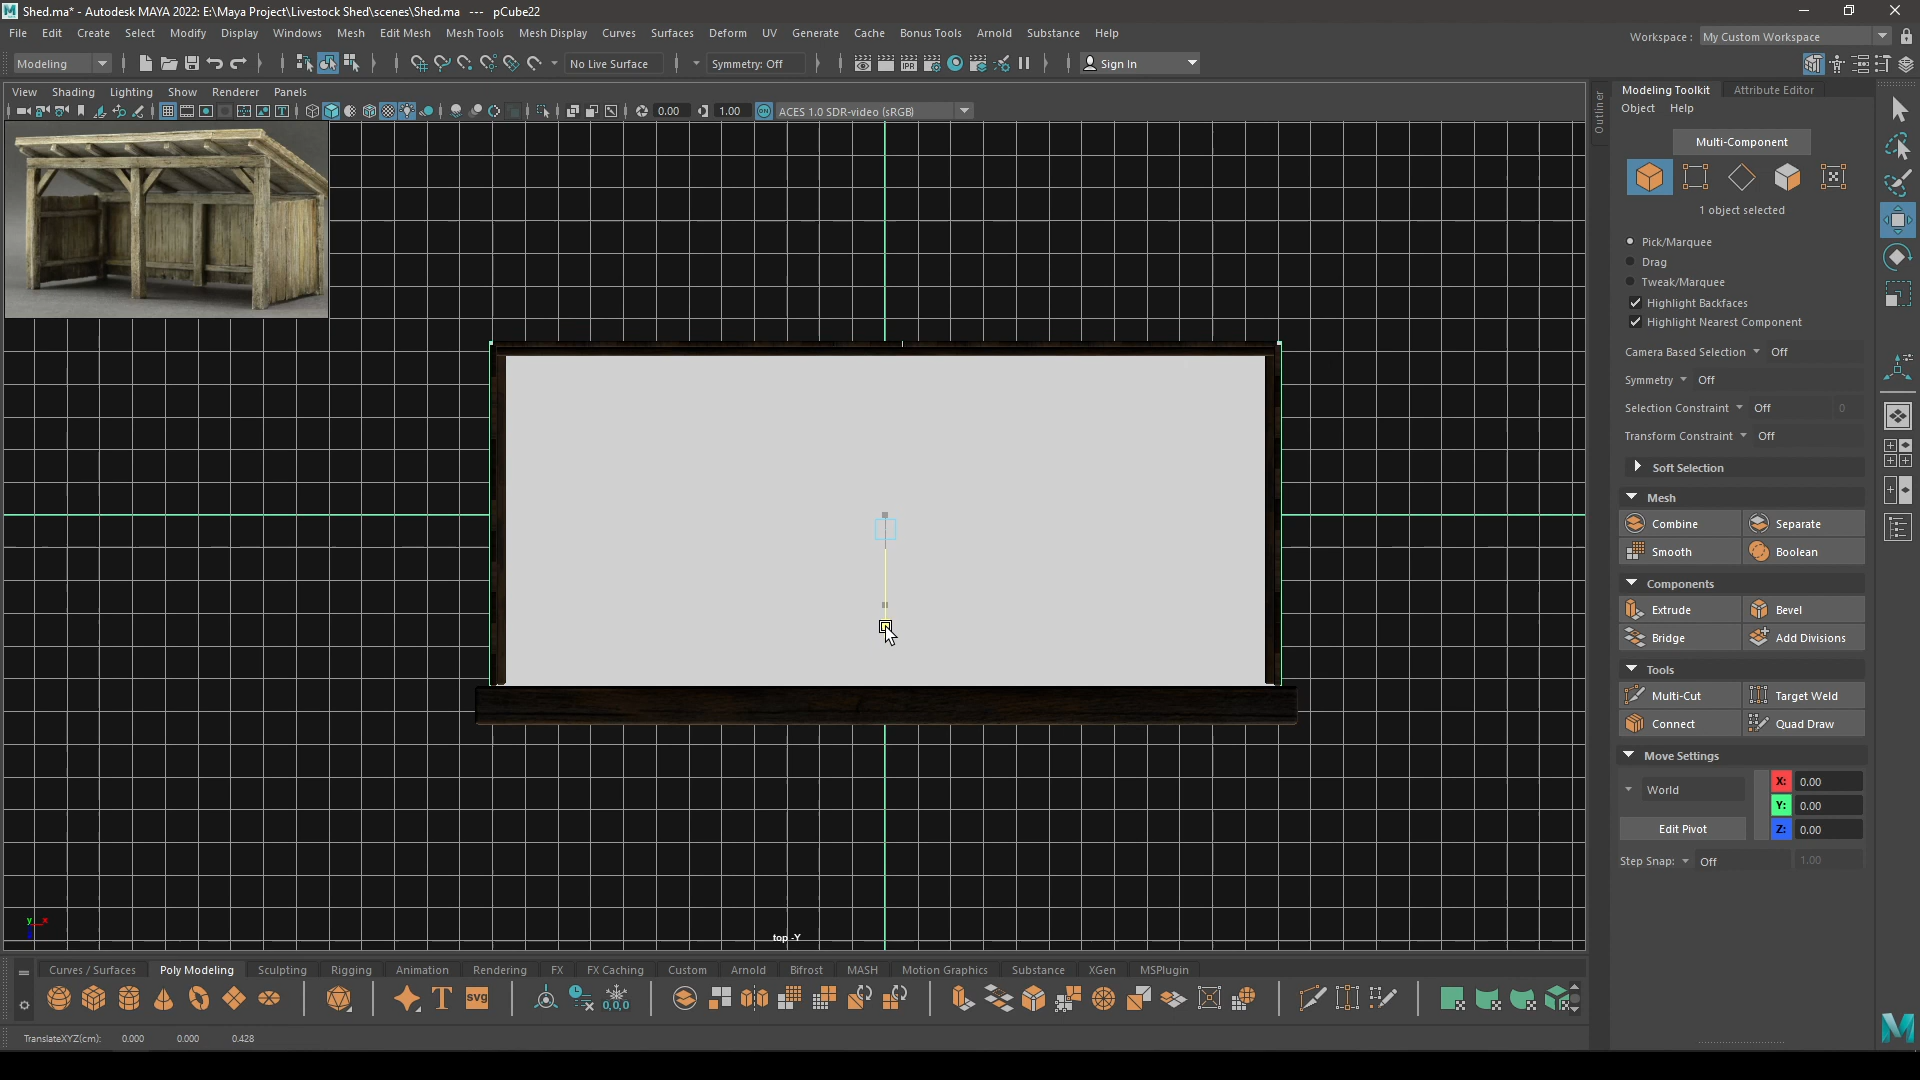 Shed.ma* - Autodesk MAYA 2022: E:\Maya Project\Livestock Shed\scenes\Shed.ma --- pCube22
File Edit Create Select Modify Display Windows Mesh Edit Mesh Mesh Tools Mesh Display Curves Surfaces Deform UV Generate Cache Bonus Tools Arnold Substance Help
Workspace : My Custom Workspace
Modeling No Live Surface Symmetry: Off IPR Sign In
View Shading Lighting Show Renderer Panels
0.00 1.00 ON ACES 1.0 SDR-video (sRGB)
Outliner
Modeling Toolkit Attribute Editor
Object Help
Multi-Component
1 object selected
Pick/Marquee
Drag
Tweak/Marquee
Highlight Backfaces
Highlight Nearest Component
Camera Based Selection Off
Symmetry Off
Selection Constraint Off 0
Transform Constraint Off
Soft Selection
Mesh
Combine Separate
Smooth Boolean
Components
Extrude Bevel
Bridge Add Divisions
Tools
Multi-Cut Target Weld
Connect Quad Draw
Move Settings
World
X: 0.00
Y: 0.00
Z: 0.00
Edit Pivot
Step Snap: Off 1.00
y x
top -Y
Curves / Surfaces Poly Modeling Sculpting Rigging Animation Rendering FX FX Caching Custom Arnold Bifrost MASH Motion Graphics Substance XGen MSPlugin
T svg 0,0,0
TranslateXYZ(cm): 0.000 0.000 0.428